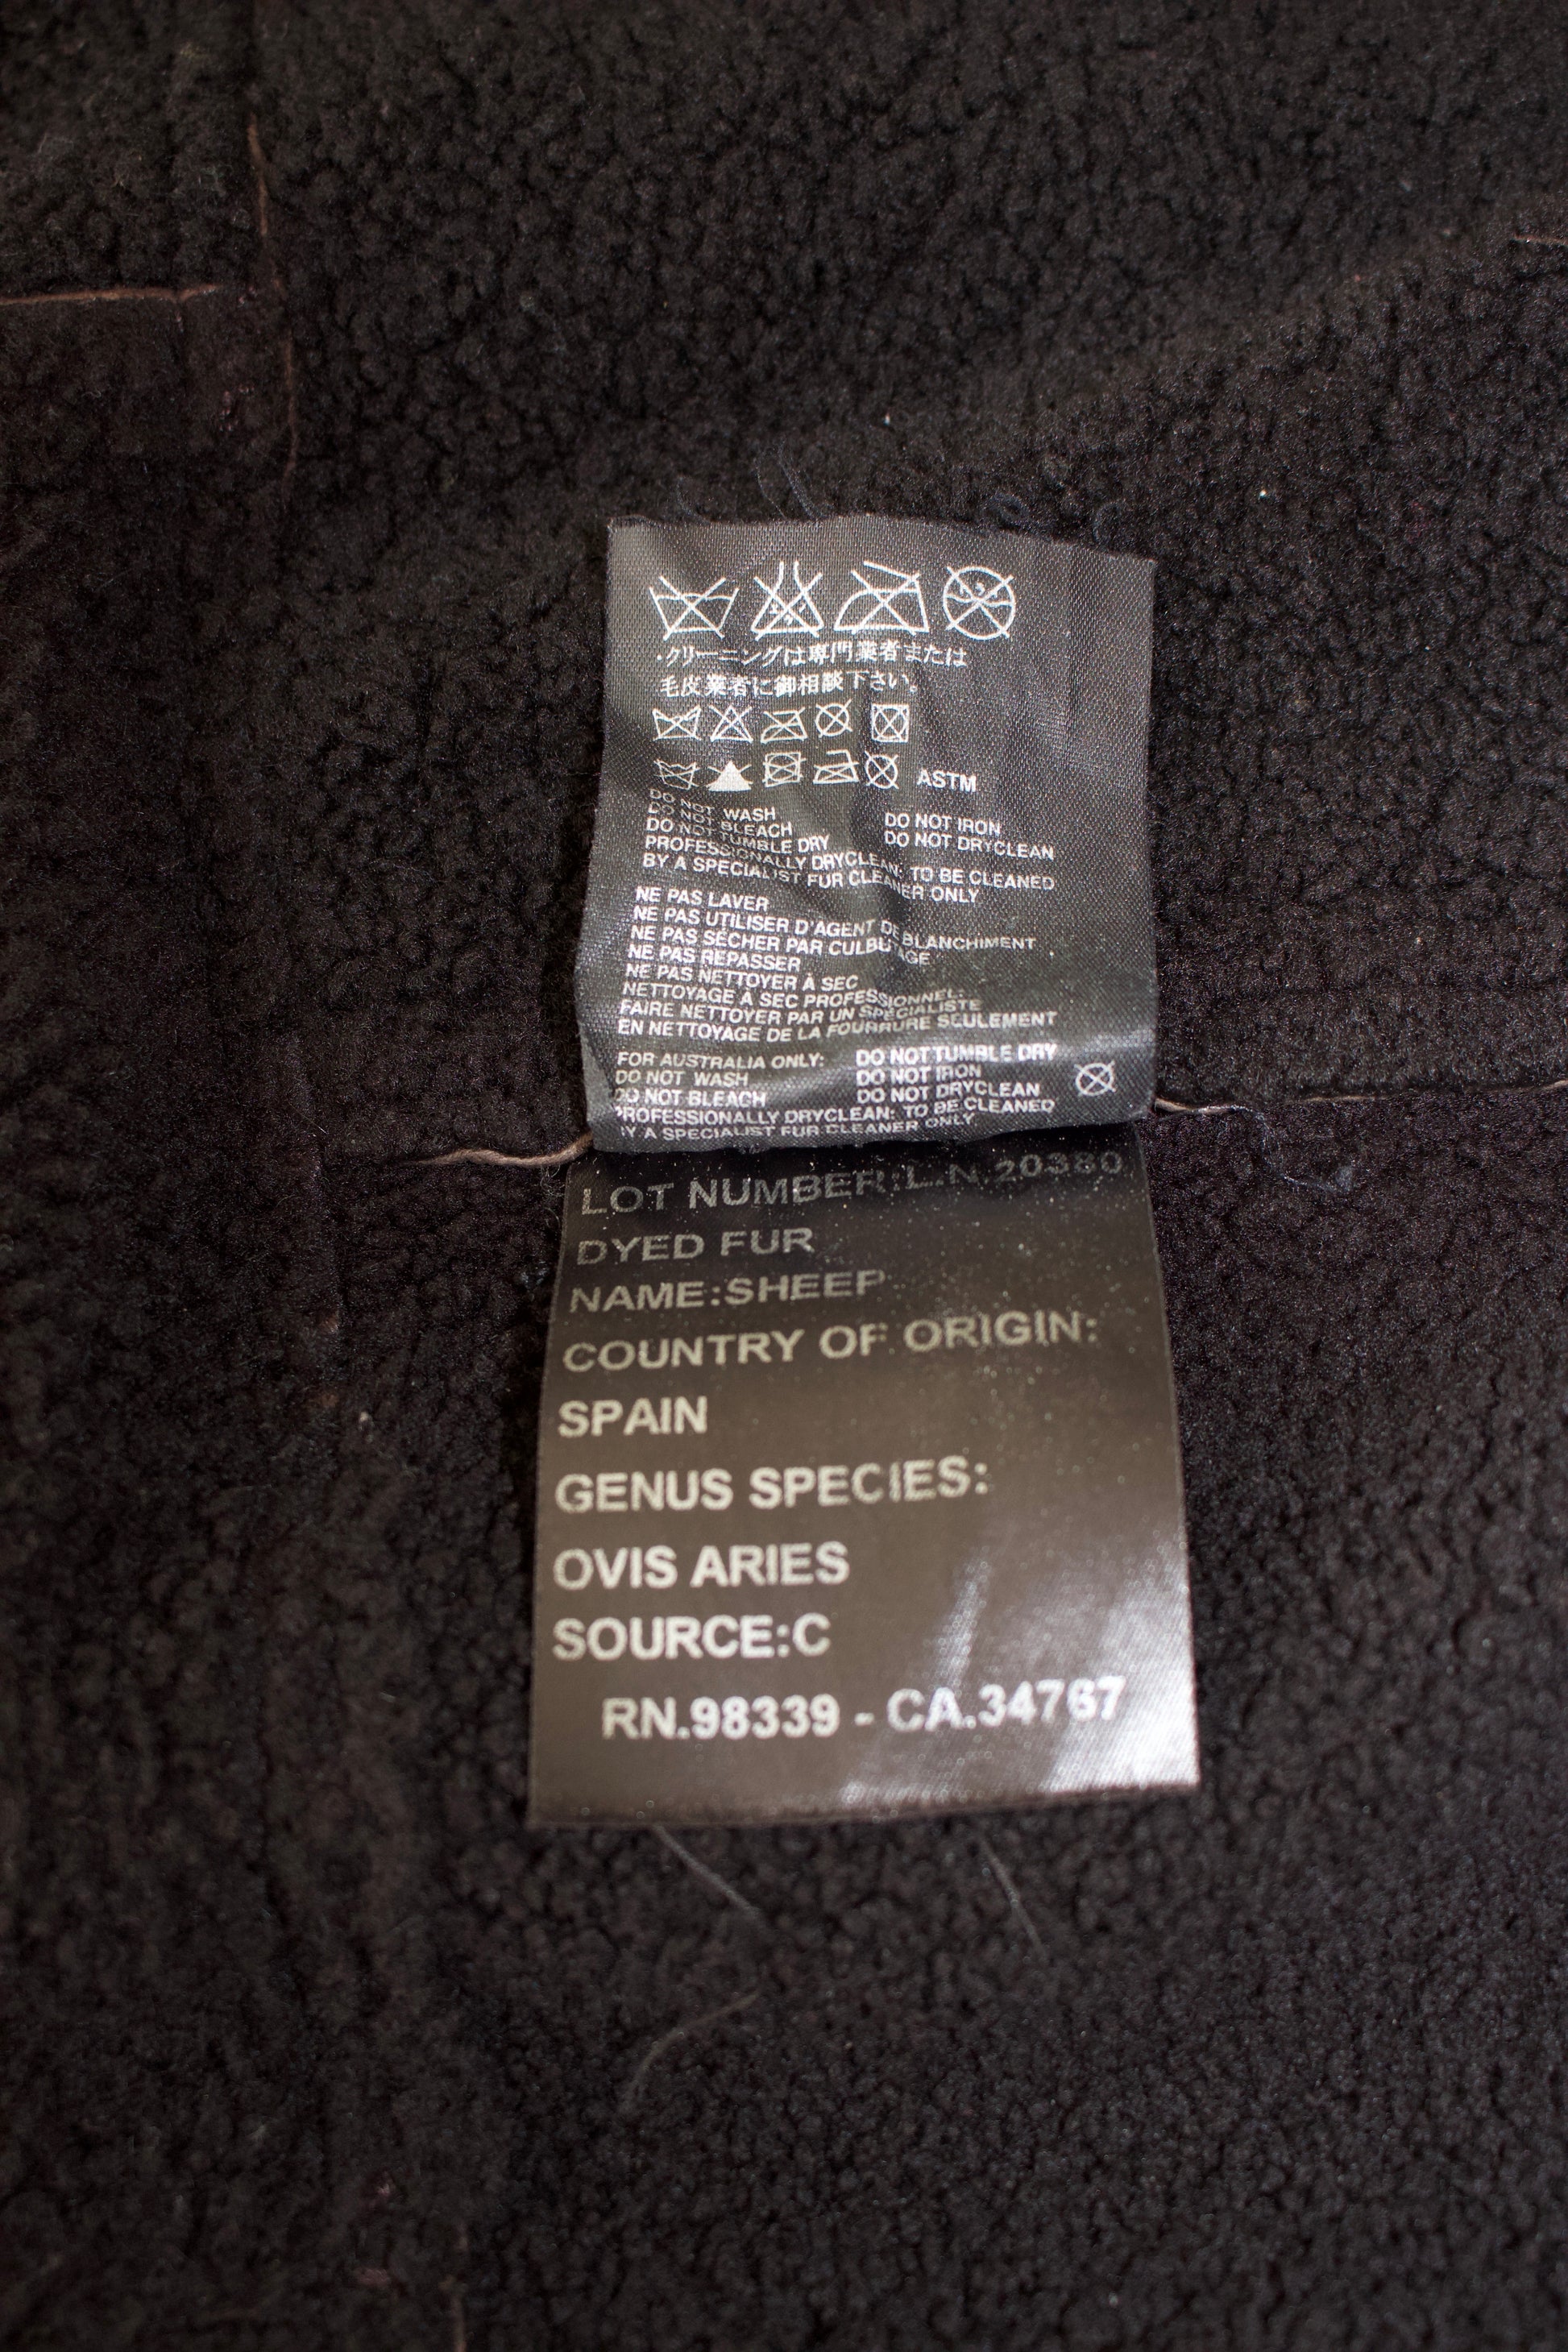 ・クリーニングは専門業者または
毛皮業者に御相談下さい。
ASTM
DO NOT WASH DO NOT IRON
DO NOT BLEACH DO NOT DRYCLEAN
DO NOT TUMBLE DRY
PROFESSIONALLY DRYCLEAN: TO BE CLEANED
BY A SPECIALIST FUR CLEANER ONLY
NE PAS LAVER
NE PAS UTILISER D'AGENT DE BLANCHIMENT
NE PAS SÉCHER PAR CULBUTAGE
NE PAS REPASSER
NE PAS NETTOYER À SEC
NETTOYAGE À SEC PROFESSIONNEL:
FAIRE NETTOYER PAR UN SPÉCIALISTE
EN NETTOYAGE DE LA FOURRURE SEULEMENT
FOR AUSTRALIA ONLY: DO NOT TUMBLE DRY
DO NOT WASH DO NOT IRON
DO NOT BLEACH DO NOT DRYCLEAN
PROFESSIONALLY DRYCLEAN: TO BE CLEANED
BY A SPECIALIST FUR CLEANER ONLY
LOT NUMBER:L.N.20380
DYED FUR
NAME:SHEEP
COUNTRY OF ORIGIN:
SPAIN
GENUS SPECIES:
OVIS ARIES
SOURCE:C
RN.98339 - CA.34767